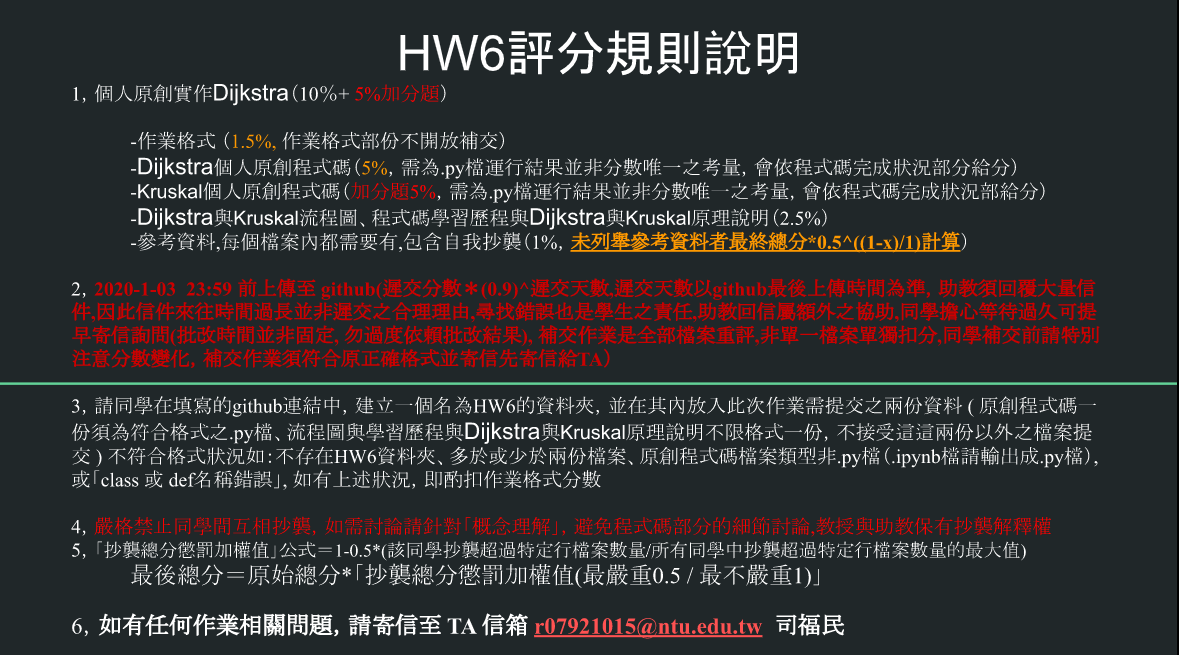 HW6評分規則說明
1, 個人原創實作Dijkstra(10%+ 5%加分題)
-作業格式 (1.5%, 作業格式部份不開放補交)
-Dijkstra個人原創程式碼(5%, 需為.py檔運行結果並非分數唯一之考量, 會依程式碼完成狀況部分給分)
-Kruskal個人原創程式碼(加分題5%, 需為.py檔運行結果並非分數唯一之考量, 會依程式碼完成狀況部給分)
-Dijkstra與Kruskal流程圖、程式碼學習歷程與Dijkstra與Kruskal原理說明(2.5%)
-參考資料,每個檔案內都需要有,包含自我抄襲(1%, 未列舉參考資料者最終總分*0.5^((1-x)/1)計算)
2, 2020-1-03 23:59 前上傳至 github(遲交分數＊(0.9)^遲交天數,遲交天數以github最後上傳時間為準, 助教須回覆大量信
件,因此信件來往時間過長並非遲交之合理理由,尋找錯誤也是學生之責任,助教回信屬額外之協助,同學擔心等待過久可提
早寄信詢問(批改時間並非固定, 勿過度依賴批改結果), 補交作業是全部檔案重評,非單一檔案單獨扣分,同學補交前請特別
注意分數變化, 補交作業須符合原正確格式並寄信先寄信給TA)
3, 請同學在填寫的github連結中, 建立一個名為HW6的資料夾, 並在其內放入此次作業需提交之兩份資料 ( 原創程式碼一
份須為符合格式之.py檔、流程圖與學習歷程與Dijkstra與Kruskal原理說明不限格式一份, 不接受這這兩份以外之檔案提
交 ) 不符合格式狀況如：不存在HW6資料夾、多於或少於兩份檔案、原創程式碼檔案類型非.py檔(.ipynb檔請輸出成.py檔),
或「class 或 def名稱錯誤」, 如有上述狀況, 即酌扣作業格式分數
4, 嚴格禁止同學間互相抄襲, 如需討論請針對「概念理解」, 避免程式碼部分的細節討論,教授與助教保有抄襲解釋權
5, 「抄襲總分懲罰加權值」公式＝1-0.5*(該同學抄襲超過特定行檔案數量/所有同學中抄襲超過特定行檔案數量的最大值)
最後總分＝原始總分*「抄襲總分懲罰加權值(最嚴重0.5 / 最不嚴重1)」
6, 如有任何作業相關問題, 請寄信至 TA 信箱 r07921015@ntu.edu.tw 司福民